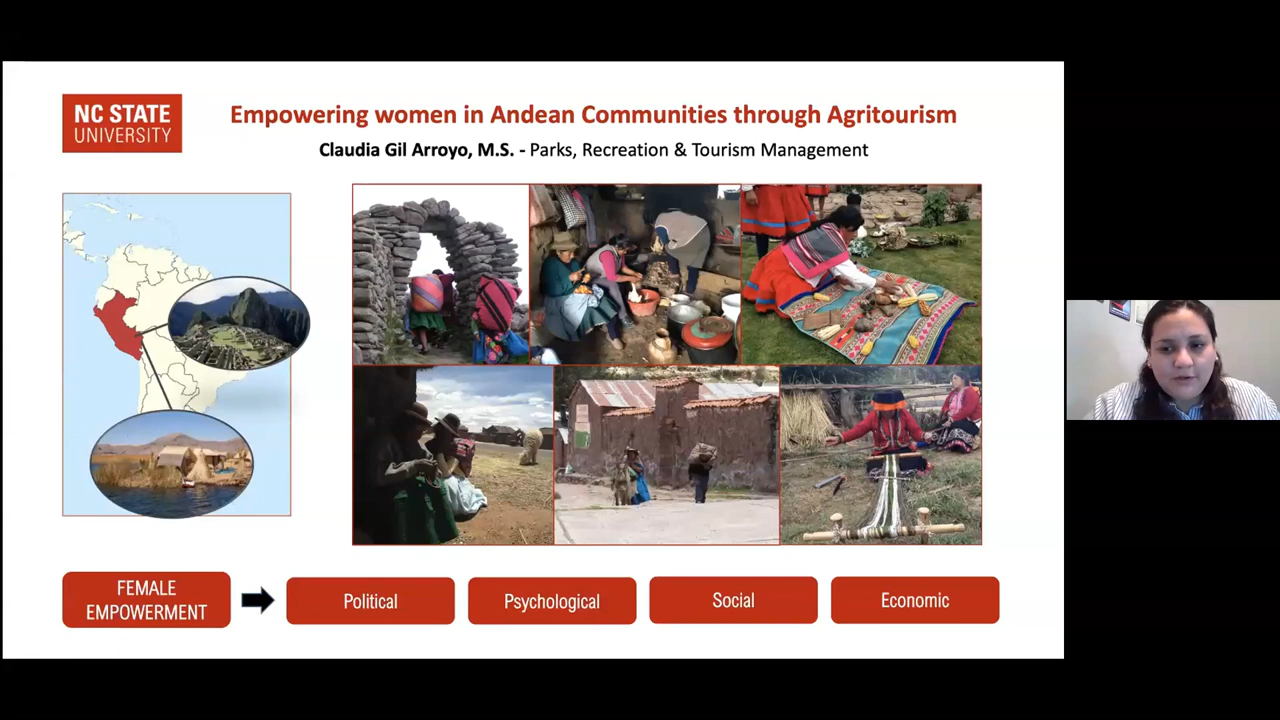 NC STATE
UNIVERSITY
Empowering women in Andean Communities through Agritourism
Claudia Gil Arroyo, M.S. - Parks, Recreation & Tourism Management
FEMALE
EMPOWERMENT
Political
Psychological
Social
Economic